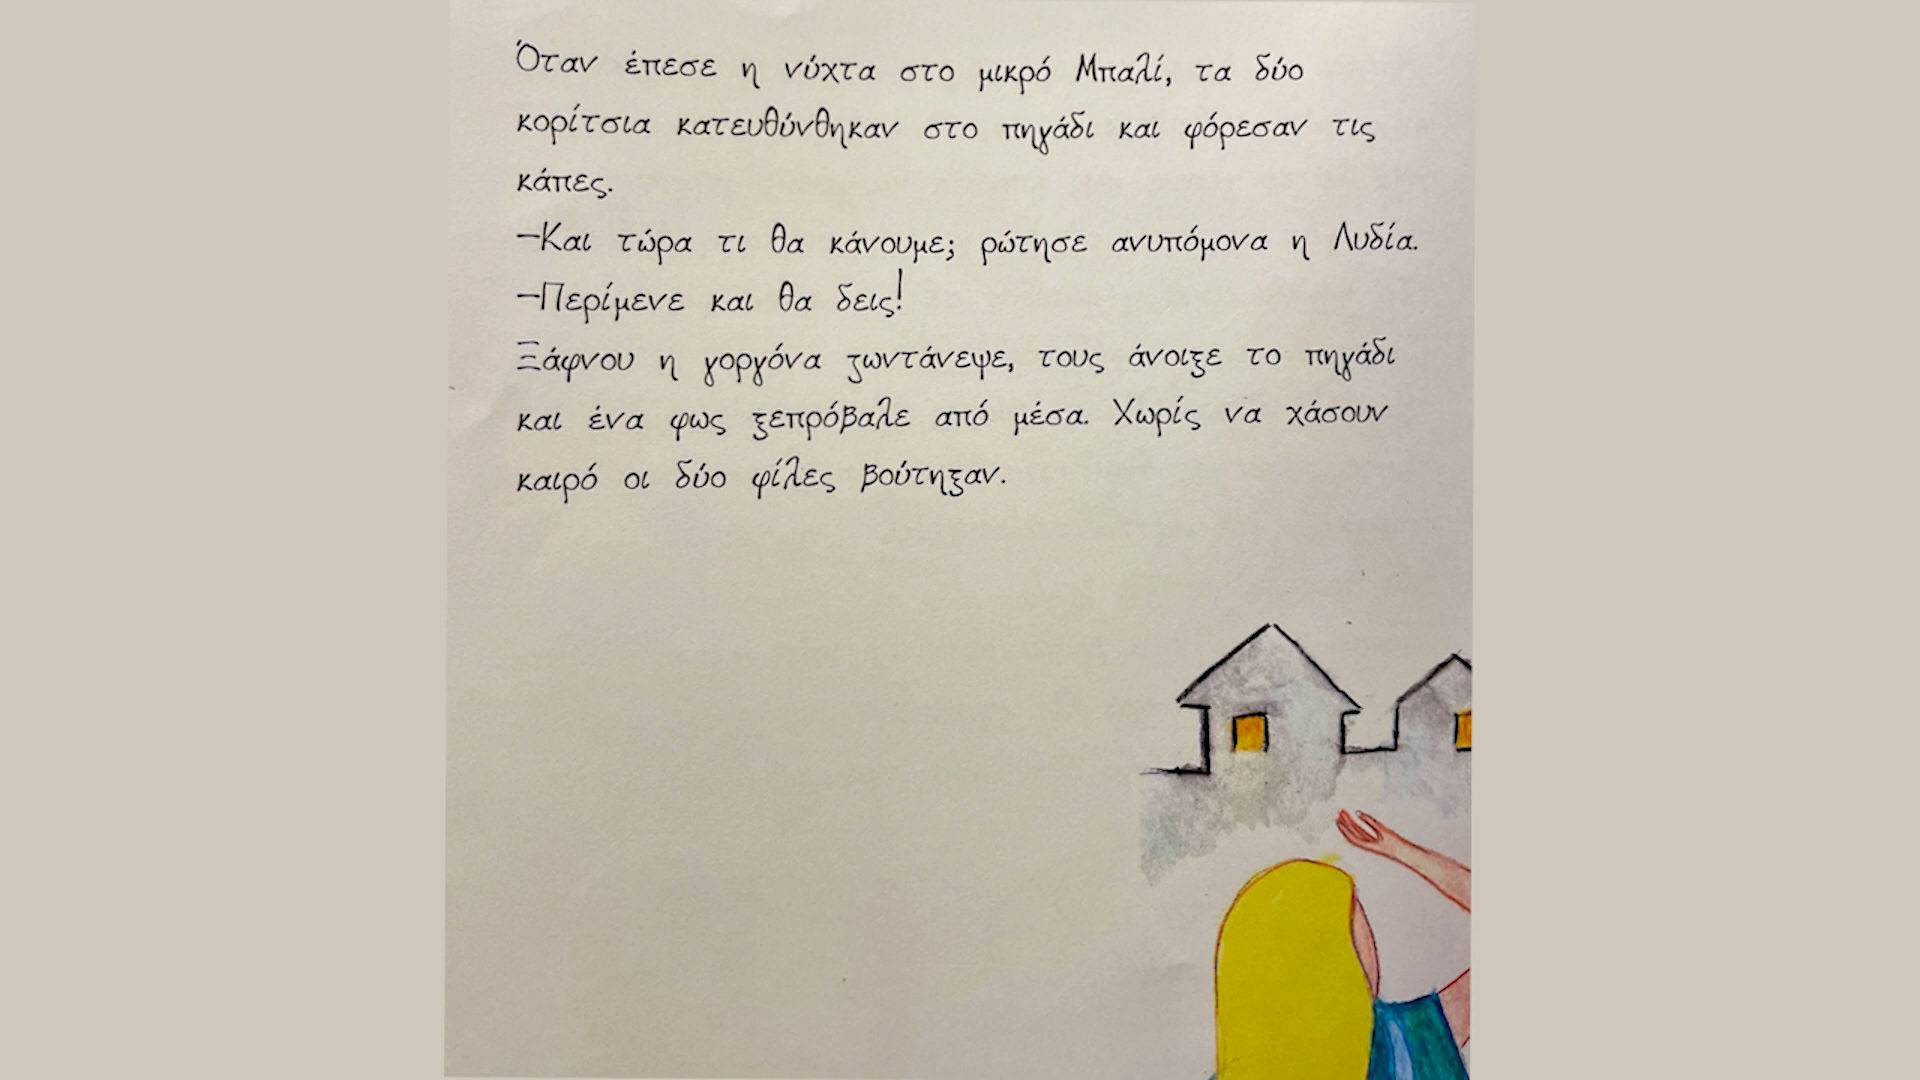 Όταν έπεσε η νύχτα στο μικρό Μπαλί, τα δύο
κορίτσια κατευθύνθηκαν στο πηγάδι και φόρεσαν τις
κάπες.
–Και τώρα τι θα κάνουμε; ρώτησε ανυπόμονα η Λυδία.
–Περίμενε και θα δεις!
Ξάφνου η γοργόνα ζωντάνεψε, τους άνοιξε το πηγάδι
και ένα φως ξεπρόβαλε από μέσα. Χωρίς να χάσουν
καιρό οι δύο φίλες βούτηξαν.